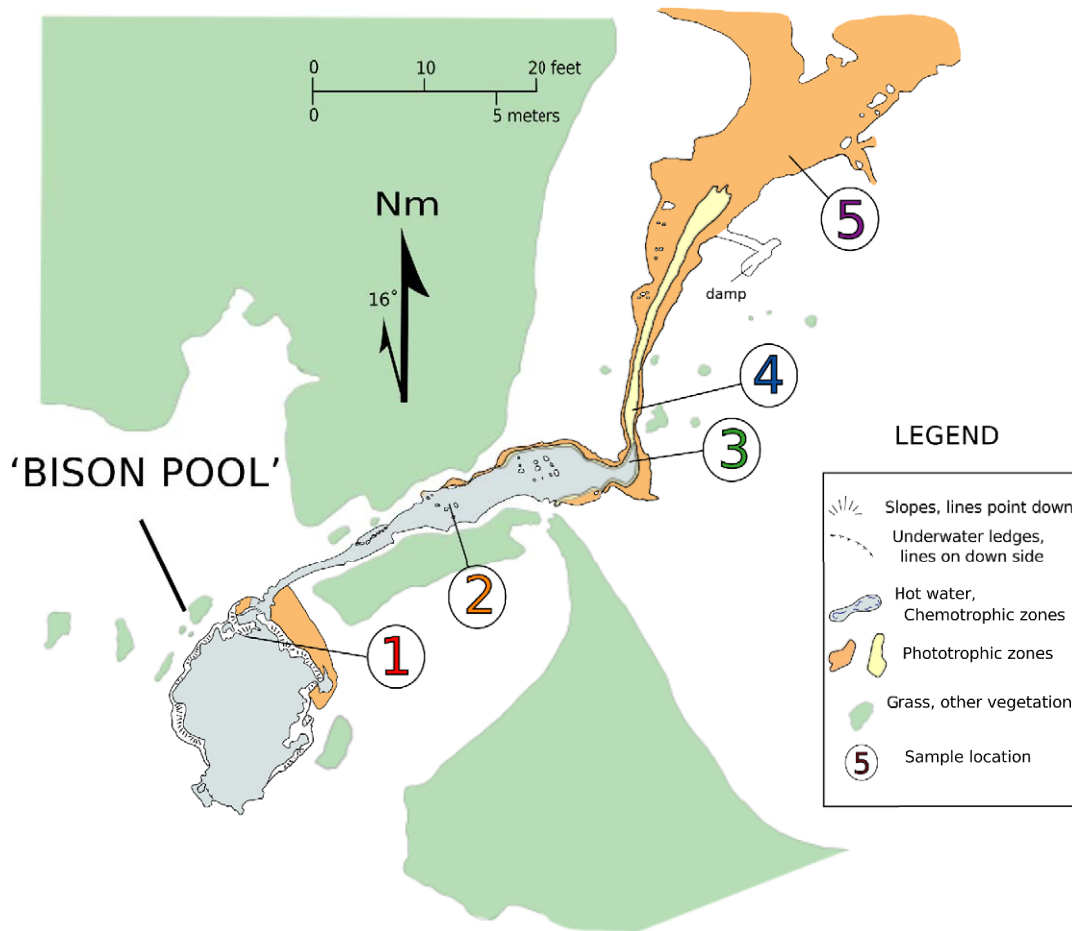 0 10 20 feet
0 5 meters
Nm
16°
5
damp
4
3
'BISON POOL'
2
1
LEGEND
Slopes, lines point down
Underwater ledges,
lines on down side
Hot water,
Chemotrophic zones
Phototrophic zones
Grass, other vegetation
5 Sample location